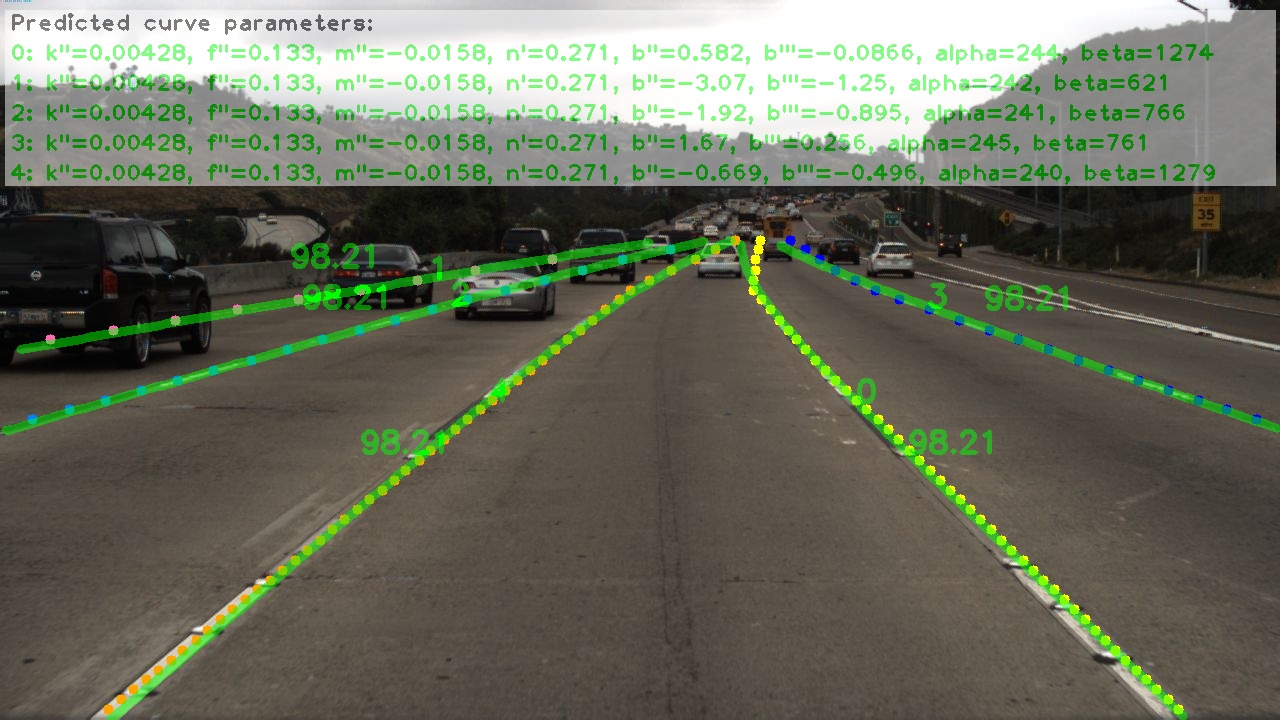 Predicted curve parameters:
0: k''=0.00428, f''=0.133, m''=−0.0158, n'=0.271, b''=0.582, b'''=−0.0866, alpha=244, beta=1274
1: k''=0.00428, f''=0.133, m''=−0.0158, n'=0.271, b''=−3.07, b'''=−1.25, alpha=242, beta=621
2: k''=0.00428, f''=0.133, m''=−0.0158, n'=0.271, b''=−1.92, b'''=−0.895, alpha=241, beta=766
3: k''=0.00428, f''=0.133, m''=−0.0158, n'=0.271, b''=1.67, b'''=0.256, alpha=245, beta=761
4: k''=0.00428, f''=0.133, m''=−0.0158, n'=0.271, b''=−0.669, b'''=−0.496, alpha=240, beta=1279
EXIT
35
98.21
1
98.21
2
3
98.21
0
4
98.21
98.21